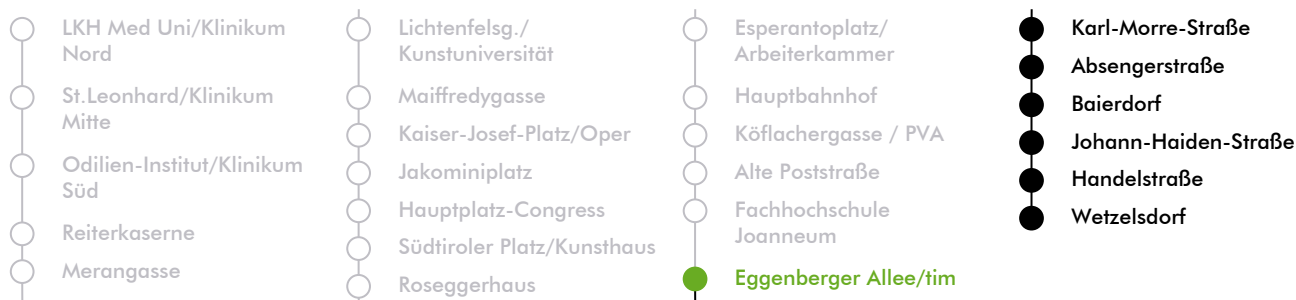 LKH Med Uni/Klinikum
Nord
St.Leonhard/Klinikum
Mitte
Odilien-Institut/Klinikum
Süd
Reiterkaserne
Merangasse
Lichtenfelsg./
Kunstuniversität
Maiffredygasse
Kaiser-Josef-Platz/Oper
Jakominiplatz
Hauptplatz-Congress
Südtiroler Platz/Kunsthaus
Roseggerhaus
Esperantoplatz/
Arbeiterkammer
Hauptbahnhof
Köflachergasse / PVA
Alte Poststraße
Fachhochschule
Joanneum
Eggenberger Allee/tim
Karl-Morre-Straße
Absengerstraße
Baierdorf
Johann-Haiden-Straße
Handelstraße
Wetzelsdorf